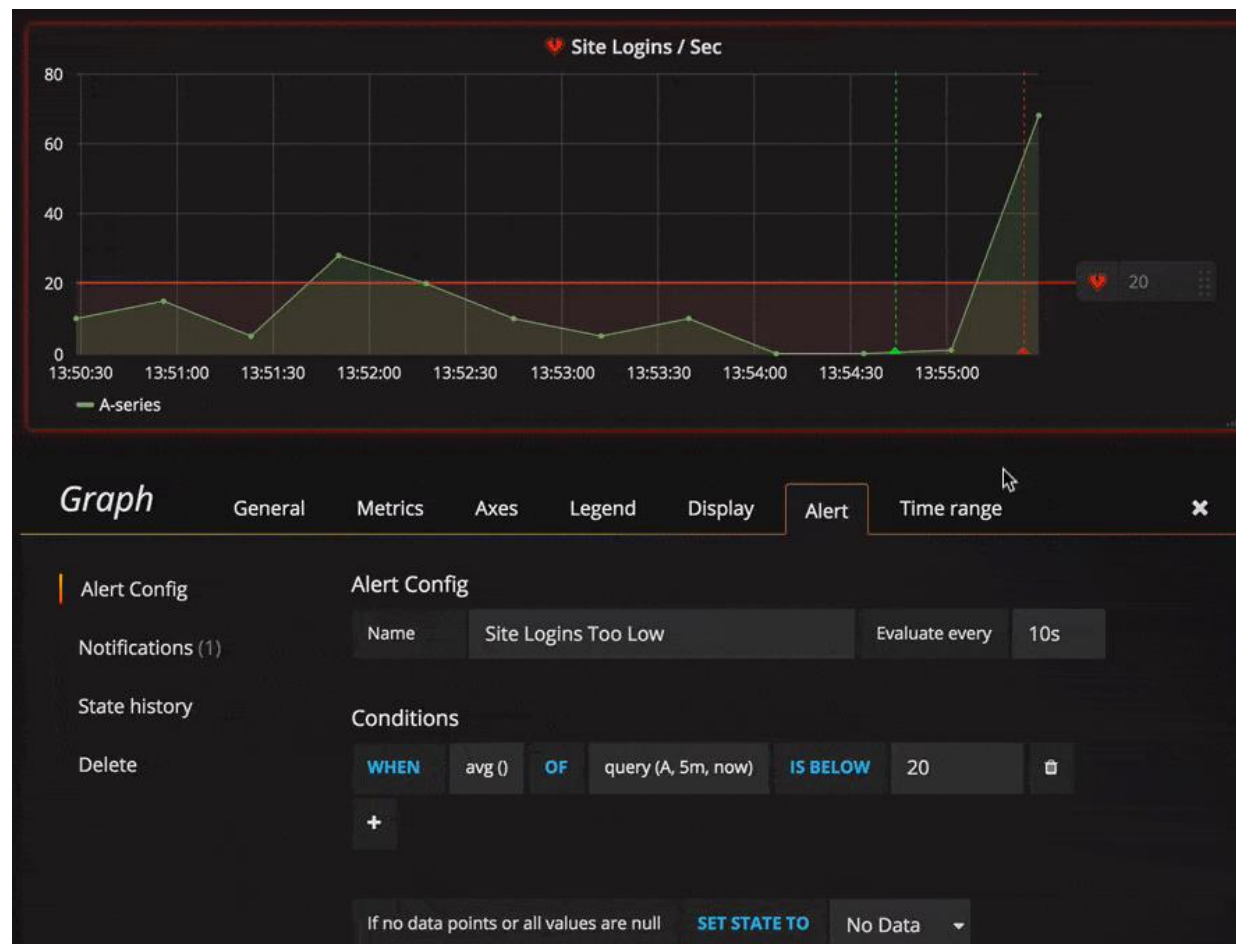 Site Logins / Sec
80
60
40
20
20
0
13:50:30 13:51:00 13:51:30 13:52:00 13:52:30 13:53:00 13:53:30 13:54:00 13:54:30 13:55:00
A-series
Graph General Metrics Axes Legend Display Alert Time range
Alert Config
Notifications (1)
State history
Delete
Alert Config
Name Site Logins Too Low Evaluate every 10s
Conditions
WHEN avg () OF query (A, 5m, now) IS BELOW 20
+
If no data points or all values are null SET STATE TO No Data